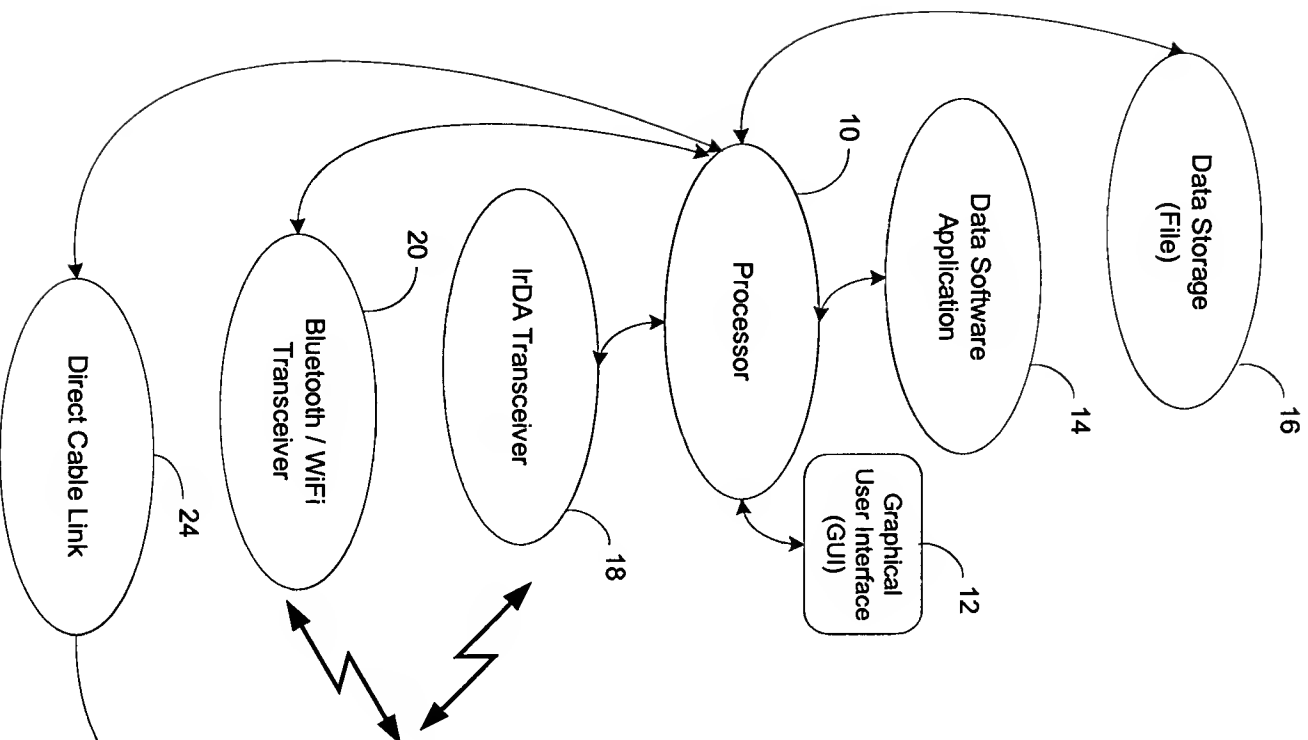 16
Data Storage
(File)
14
Data Software
Application
12
Graphical
User Interface
(GUI)
10
Processor
18
IrDA Transceiver
20
Bluetooth / WiFi
Transceiver
24
Direct Cable Link